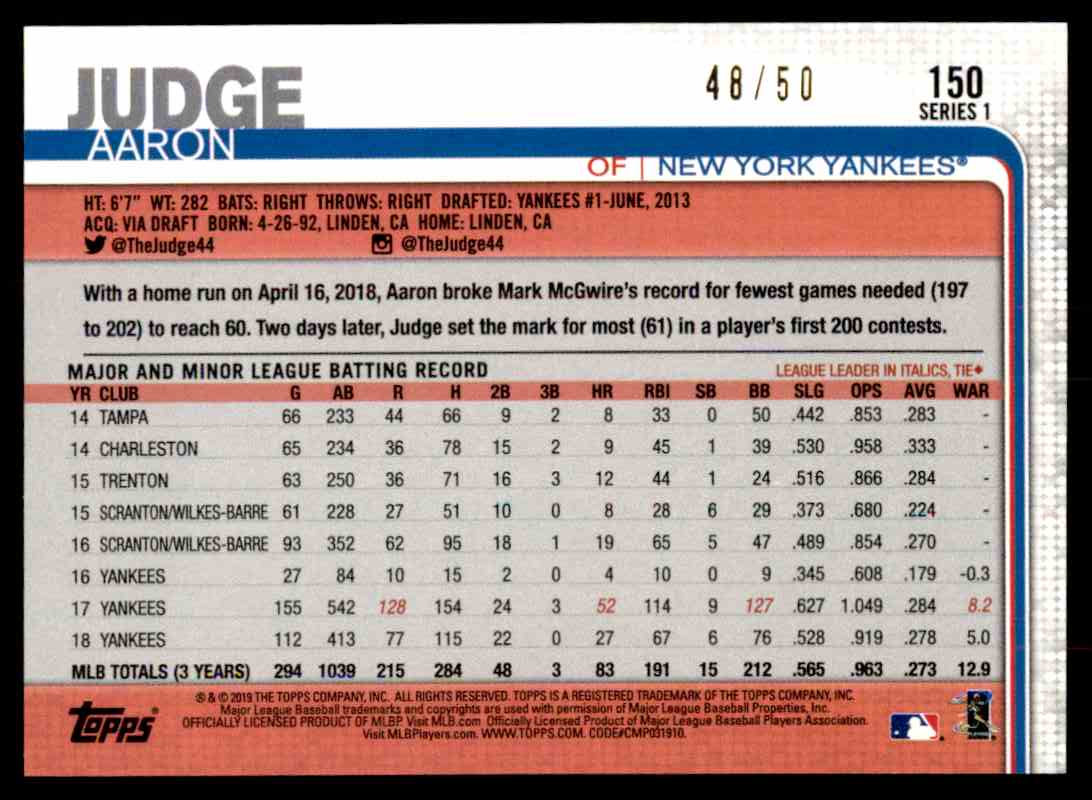 JUDGE
AARON
48/50
150
SERIES 1
OF | NEW YORK YANKEES®
HT: 6'7" WT: 282 BATS: RIGHT THROWS: RIGHT DRAFTED: YANKEES #1-JUNE, 2013
ACQ: VIA DRAFT BORN: 4-26-92, LINDEN, CA HOME: LINDEN, CA
@TheJudge44 @TheJudge44
With a home run on April 16, 2018, Aaron broke Mark McGwire's record for fewest games needed (197
to 202) to reach 60. Two days later, Judge set the mark for most (61) in a player's first 200 contests.
MAJOR AND MINOR LEAGUE BATTING RECORD LEAGUE LEADER IN ITALICS, TIE♦
YR CLUB G AB R H 2B 3B HR RBI SB BB SLG OPS AVG WAR
14 TAMPA 66 233 44 66 9 2 8 33 0 50 .442 .853 .283 -
14 CHARLESTON 65 234 36 78 15 2 9 45 1 39 .530 .958 .333 -
15 TRENTON 63 250 36 71 16 3 12 44 1 24 .516 .866 .284 -
15 SCRANTON/WILKES-BARRE 61 228 27 51 10 0 8 28 6 29 .373 .680 .224 -
16 SCRANTON/WILKES-BARRE 93 352 62 95 18 1 19 65 5 47 .489 .854 .270 -
16 YANKEES 27 84 10 15 2 0 4 10 0 9 .345 .608 .179 -0.3
17 YANKEES 155 542 128 154 24 3 52 114 9 127 .627 1.049 .284 8.2
18 YANKEES 112 413 77 115 22 0 27 67 6 76 .528 .919 .278 5.0
MLB TOTALS (3 YEARS) 294 1039 215 284 48 3 83 191 15 212 .565 .963 .273 12.9
® & © 2019 THE TOPPS COMPANY, INC. ALL RIGHTS RESERVED. TOPPS IS A REGISTERED TRADEMARK OF THE TOPPS COMPANY, INC.
Major League Baseball trademarks and copyrights are used with permission of Major League Baseball Properties, Inc.
OFFICIALLY LICENSED PRODUCT OF MLBP Visit MLB.com Officially Licensed Product of Major League Baseball Players Association.
Visit MLBPlayers.com. WWW.TOPPS.COM. CODE#CMP031910.
Topps®